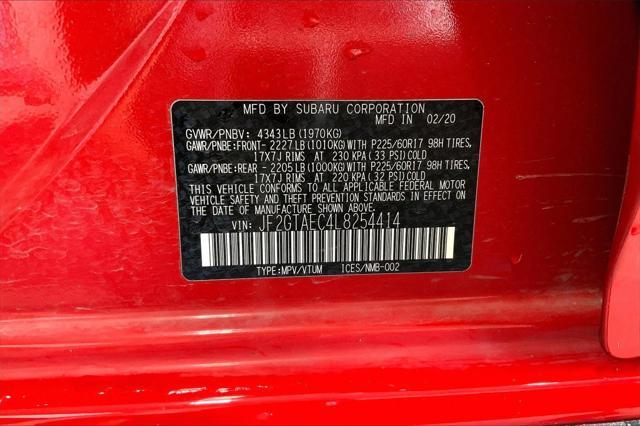 MFD BY SUBARU CORPORATION
MFD IN 02/20
GVWR/PNBV: 4343LB(1970KG)
GAWR/PNBE:FRONT- 2227LB(1010KG)WITH P225/60R17 98H TIRES,
17X7J RIMS AT 230 KPA(33 PSI)COLD
GAWR/PNBE:REAR - 2205LB(1000KG)WITH P225/60R17 98H TIRES,
17X7J RIMS AT 220 KPA(32 PSI)COLD
THIS VEHICLE CONFORMS TO ALL APPLICABLE FEDERAL MOTOR
VEHICLE SAFETY AND THEFT PREVENTION STANDARDS IN EFFECT ON
THE DATE OF MANUFACTURE SHOWN ABOVE.
VIN: JF2GTAEC4L8254414
TYPE:MPV/VTUM ICES/NMB-002